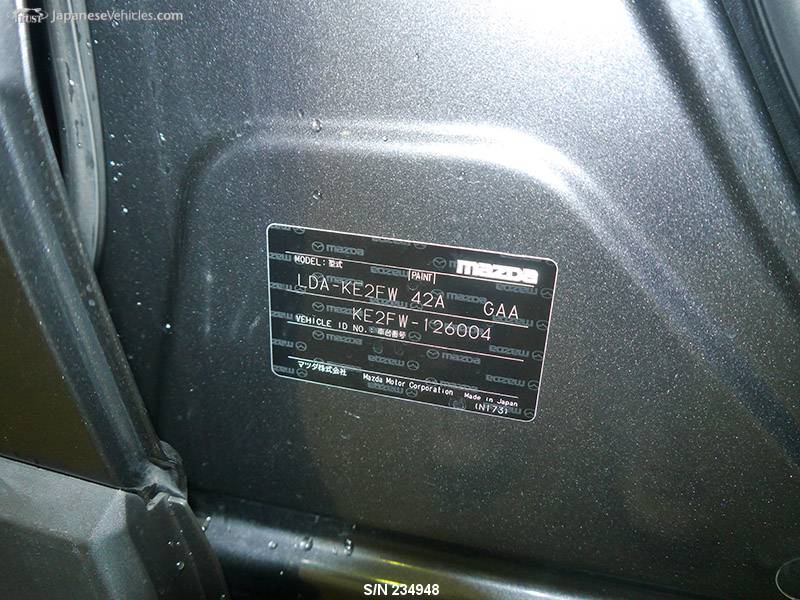 TRUST JapaneseVehicles.com
mazda
MODEL : 型式 PAINT
LDA-KE2FW 42A GAA
KE2FW-126004
VEHICLE ID NO.: 車台番号
マツダ株式会社 Mazda Motor Corporation Made in Japan
(N173)
S/N 234948